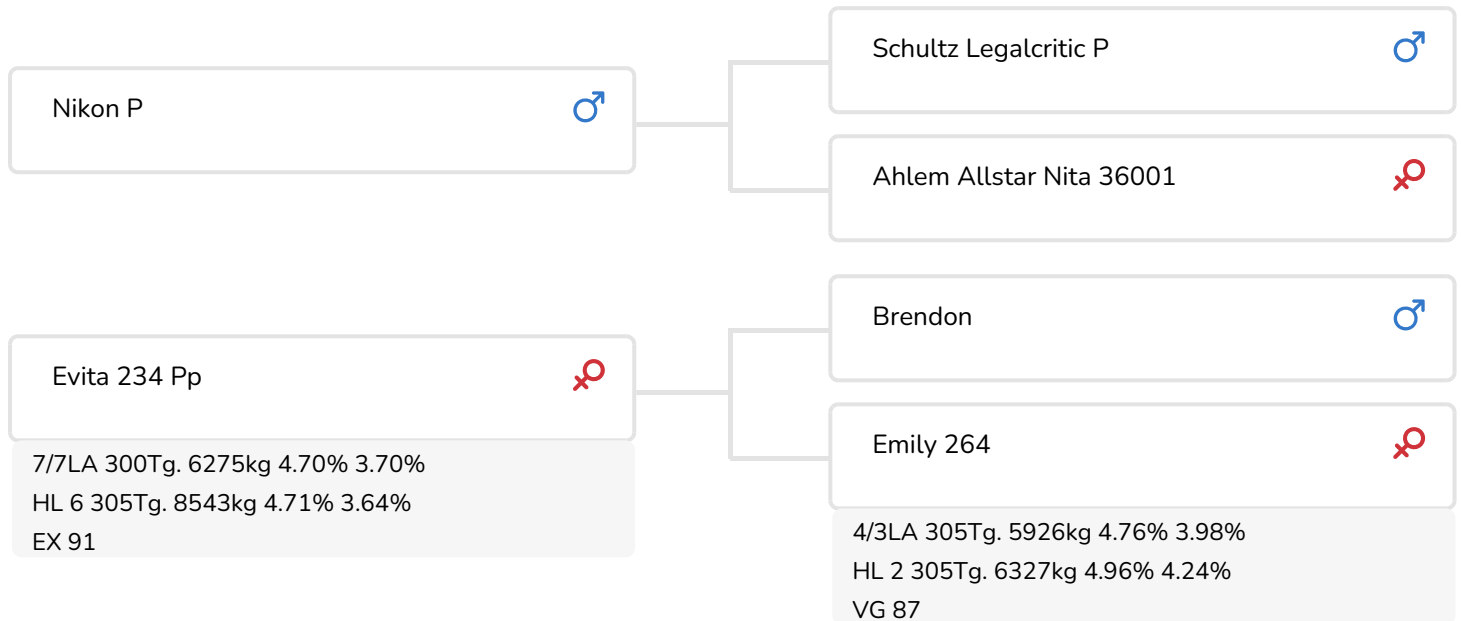 Nikon P
Schultz Legalcritic P
Ahlem Allstar Nita 36001
Evita 234 Pp
7/7LA 300Tg. 6275kg 4.70% 3.70%
HL 6 305Tg. 8543kg 4.71% 3.64%
EX 91
Brendon
Emily 264
4/3LA 305Tg. 5926kg 4.76% 3.98%
HL 2 305Tg. 6327kg 4.96% 4.24%
VG 87